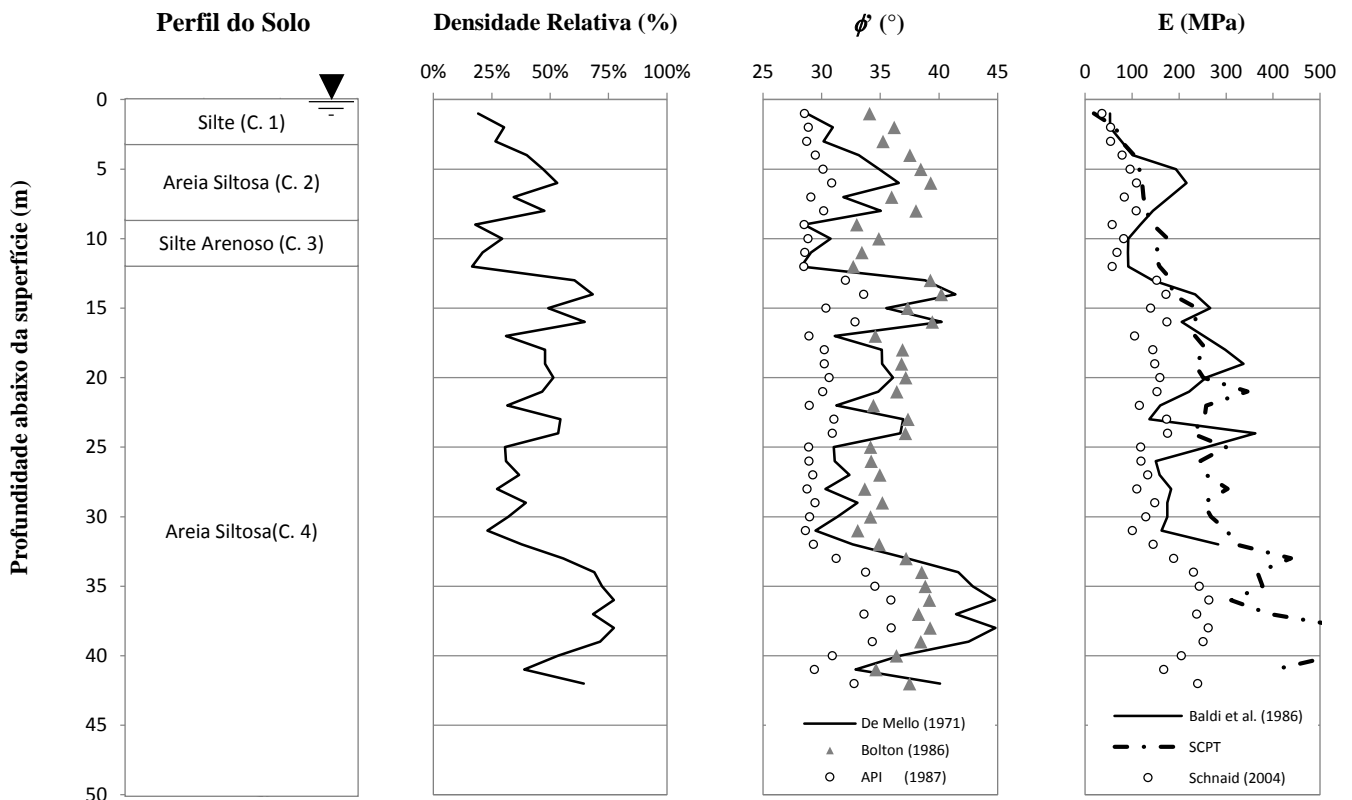 Perfil do Solo
Densidade Relativa (%)
ϕ' (°)
E (MPa)
0% 25% 50% 75% 100%
25 30 35 40 45
0 100 200 300 400 500
Profundidade abaixo da superfície (m)
0
5
10
15
20
25
30
35
40
45
50
Silte (C. 1)
Areia Siltosa (C. 2)
Silte Arenoso (C. 3)
Areia Siltosa(C. 4)
De Mello (1971)
Bolton (1986)
API (1987)
Baldi et al. (1986)
SCPT
Schnaid (2004)